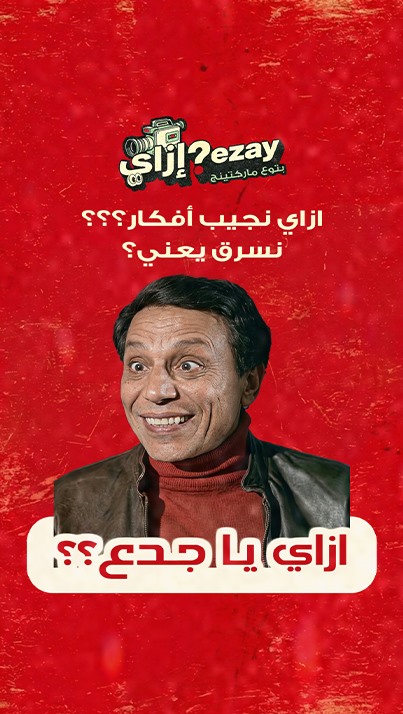 إزاي؟ ezay
بتوع ماركتينج
ازاي نجيب أفكار؟؟؟
نسرق يعني؟
ازاي يا جدع؟؟